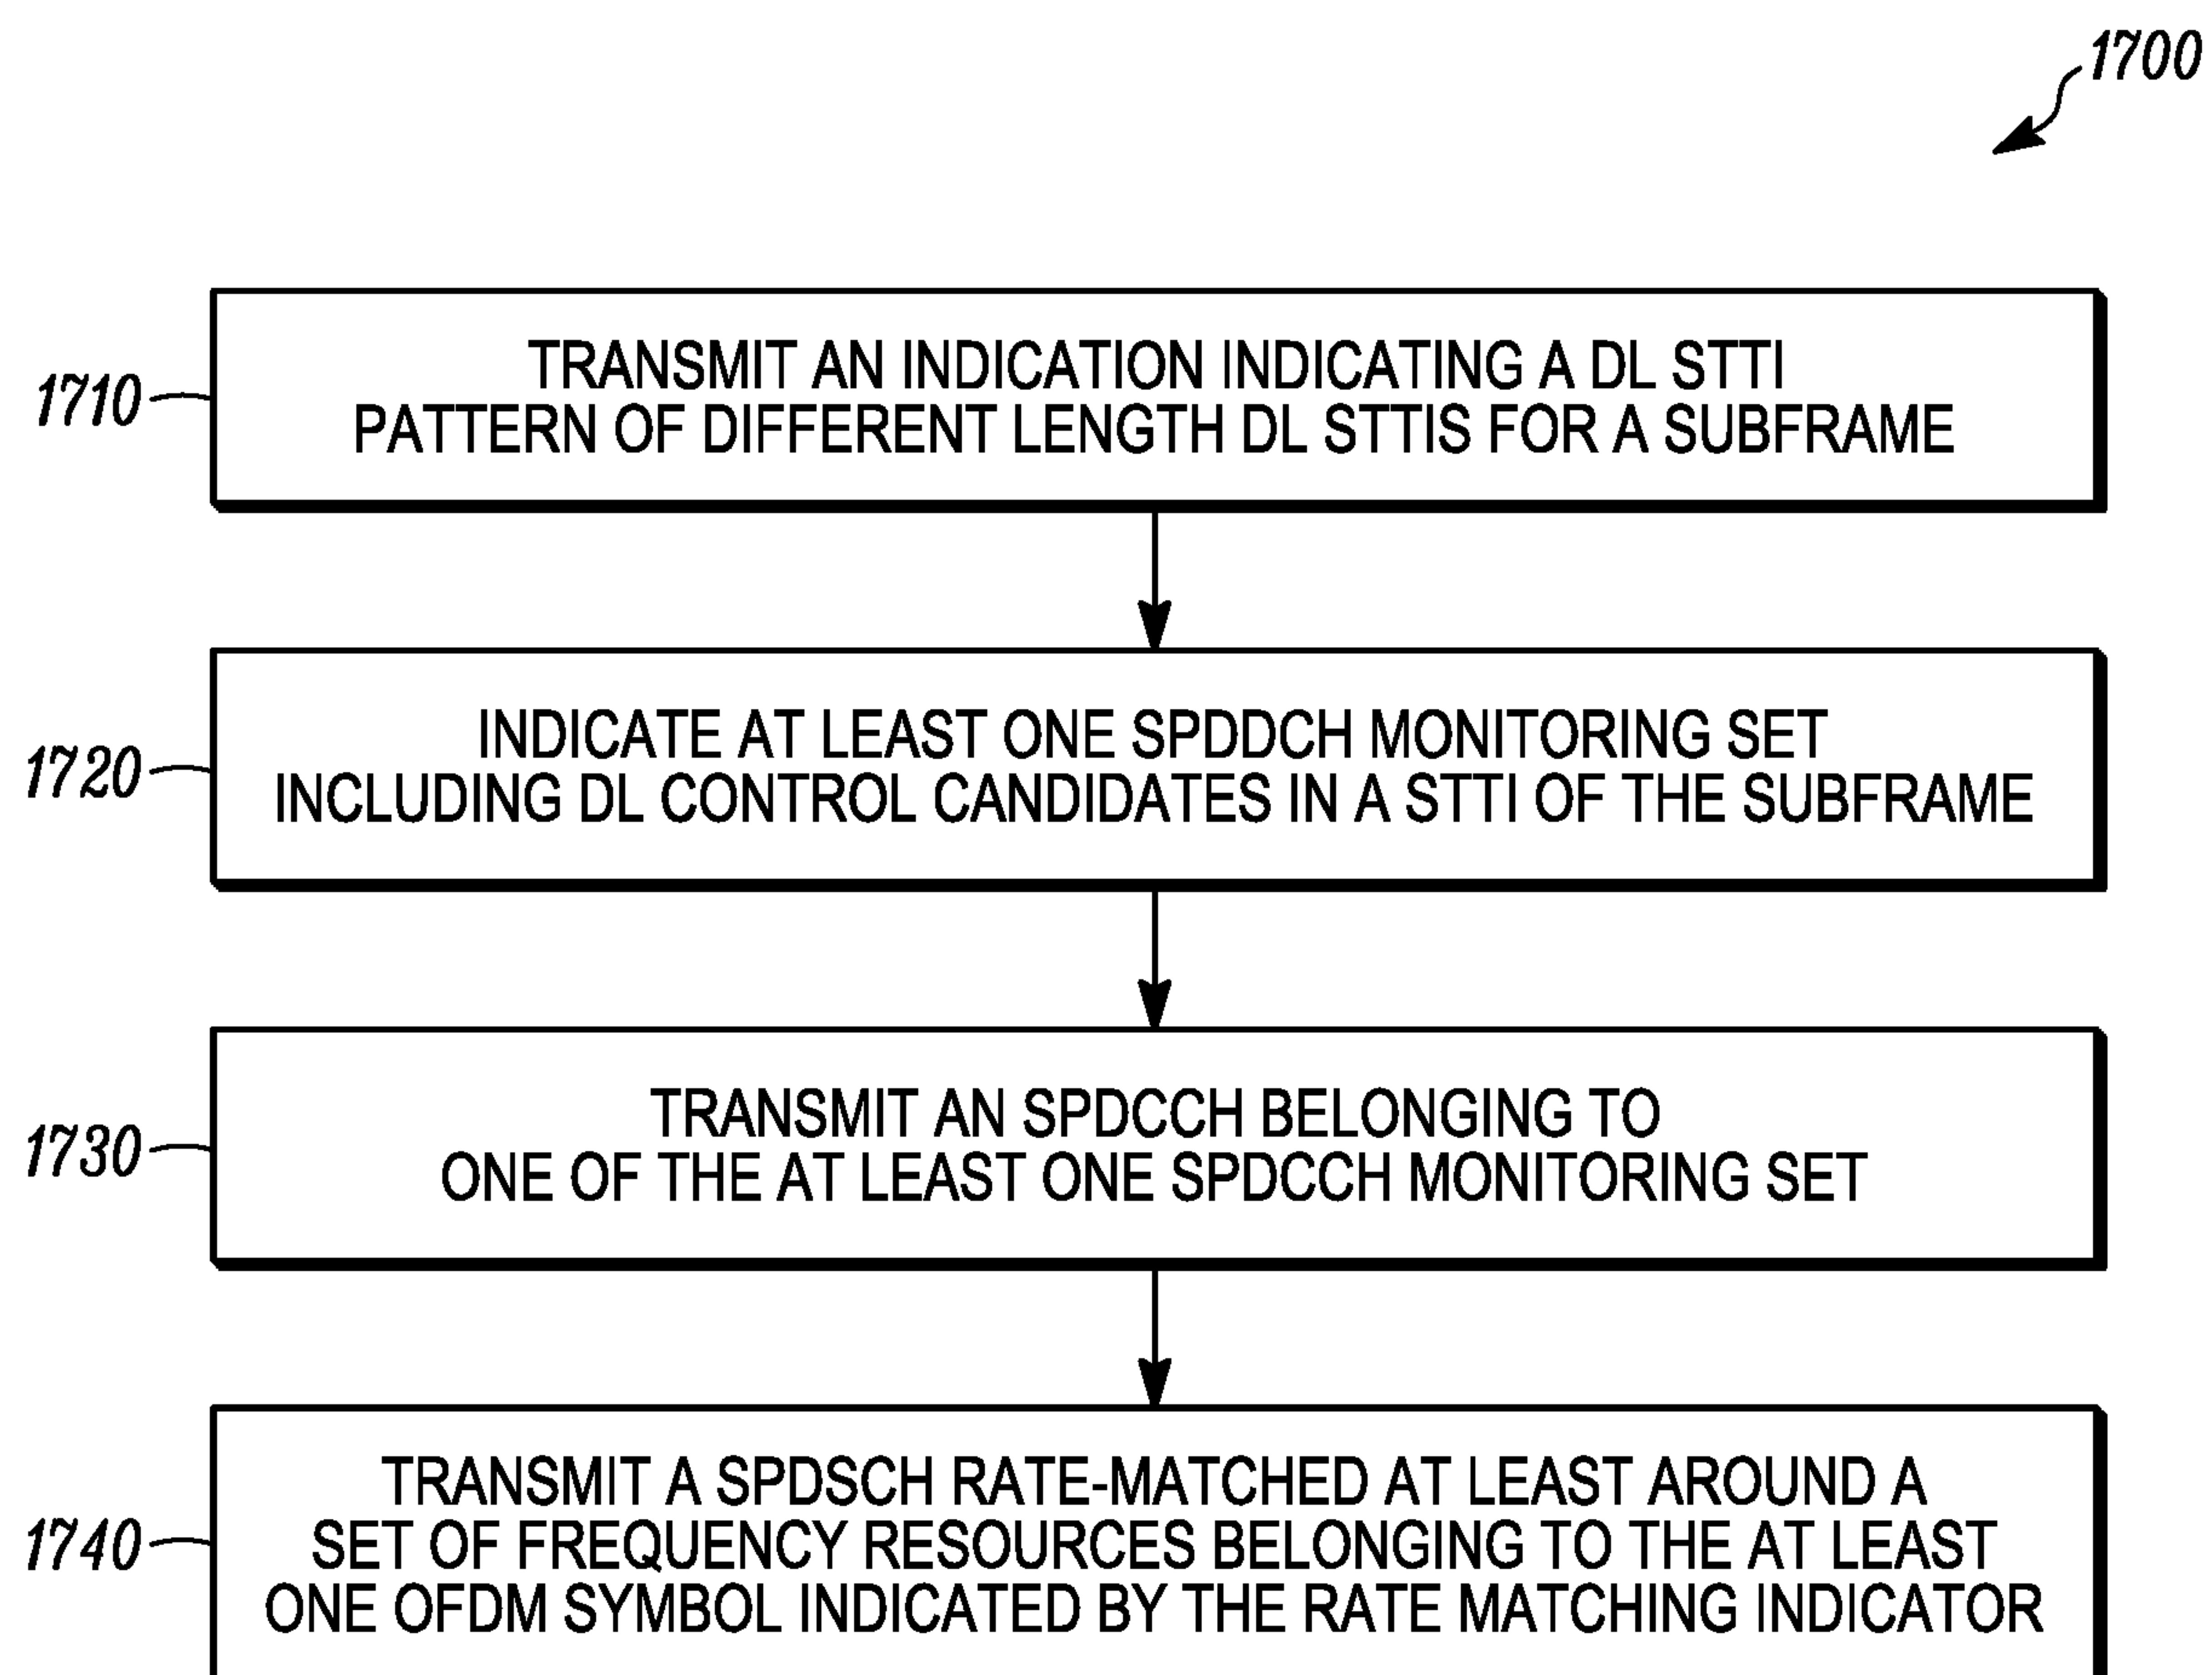 1700
1710
TRANSMIT AN INDICATION INDICATING A DL STTI
PATTERN OF DIFFERENT LENGTH DL STTIS FOR A SUBFRAME
1720
INDICATE AT LEAST ONE SPDDCH MONITORING SET
INCLUDING DL CONTROL CANDIDATES IN A STTI OF THE SUBFRAME
1730
TRANSMIT AN SPDCCH BELONGING TO
ONE OF THE AT LEAST ONE SPDCCH MONITORING SET
1740
TRANSMIT A SPDSCH RATE-MATCHED AT LEAST AROUND A
SET OF FREQUENCY RESOURCES BELONGING TO THE AT LEAST
ONE OFDM SYMBOL INDICATED BY THE RATE MATCHING INDICATOR